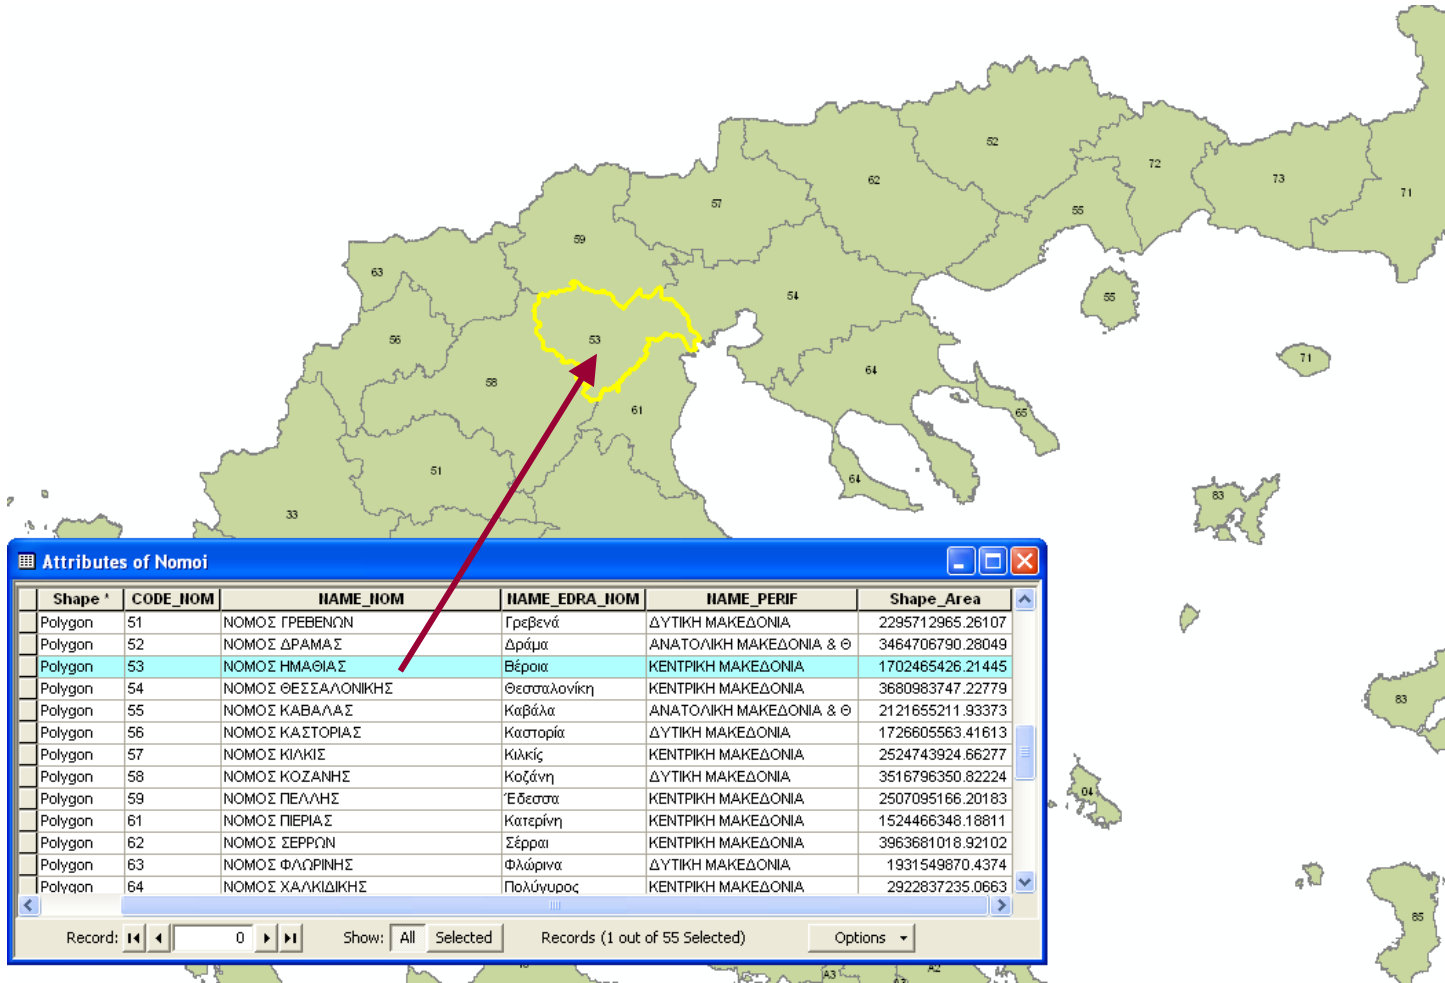 52
72
62
73
71
57
55
59
63
54
55
56
53
71
58
64
61
65
51
64
83
33
Attributes of Nomoi
Shape * CODE_NOM NAME_NOM NAME_EDRA_NOM NAME_PERIF Shape_Area
Polygon 51 ΝΟΜΟΣ ΓΡΕΒΕΝΩΝ Γρεβενά ΔΥΤΙΚΗ ΜΑΚΕΔΟΝΙΑ 2295712965.26107
Polygon 52 ΝΟΜΟΣ ΔΡΑΜΑΣ Δράμα ΑΝΑΤΟΛΙΚΗ ΜΑΚΕΔΟΝΙΑ & Θ 3464706790.28049
Polygon 53 ΝΟΜΟΣ ΗΜΑΘΙΑΣ Βέροια ΚΕΝΤΡΙΚΗ ΜΑΚΕΔΟΝΙΑ 1702465426.21445
Polygon 54 ΝΟΜΟΣ ΘΕΣΣΑΛΟΝΙΚΗΣ Θεσσαλονίκη ΚΕΝΤΡΙΚΗ ΜΑΚΕΔΟΝΙΑ 3680983747.22779
Polygon 55 ΝΟΜΟΣ ΚΑΒΑΛΑΣ Καβάλα ΑΝΑΤΟΛΙΚΗ ΜΑΚΕΔΟΝΙΑ & Θ 2121655211.93373
Polygon 56 ΝΟΜΟΣ ΚΑΣΤΟΡΙΑΣ Καστορία ΔΥΤΙΚΗ ΜΑΚΕΔΟΝΙΑ 1726605563.41613
Polygon 57 ΝΟΜΟΣ ΚΙΛΚΙΣ Κιλκίς ΚΕΝΤΡΙΚΗ ΜΑΚΕΔΟΝΙΑ 2524743924.66277
Polygon 58 ΝΟΜΟΣ ΚΟΖΑΝΗΣ Κοζάνη ΔΥΤΙΚΗ ΜΑΚΕΔΟΝΙΑ 3516796350.82224
Polygon 59 ΝΟΜΟΣ ΠΕΛΛΗΣ Έδεσσα ΚΕΝΤΡΙΚΗ ΜΑΚΕΔΟΝΙΑ 2507095166.20183
Polygon 61 ΝΟΜΟΣ ΠΙΕΡΙΑΣ Κατερίνη ΚΕΝΤΡΙΚΗ ΜΑΚΕΔΟΝΙΑ 1524466348.18811
Polygon 62 ΝΟΜΟΣ ΣΕΡΡΩΝ Σέρραι ΚΕΝΤΡΙΚΗ ΜΑΚΕΔΟΝΙΑ 3963681018.92102
Polygon 63 ΝΟΜΟΣ ΦΛΩΡΙΝΗΣ Φλώρινα ΔΥΤΙΚΗ ΜΑΚΕΔΟΝΙΑ 1931549870.4374
Polygon 64 ΝΟΜΟΣ ΧΑΛΚΙΔΙΚΗΣ Πολύγυρος ΚΕΝΤΡΙΚΗ ΜΑΚΕΔΟΝΙΑ 2922837235.0663
Record: 0 Show: All Selected Records (1 out of 55 Selected) Options
83
04
85
A3
A2